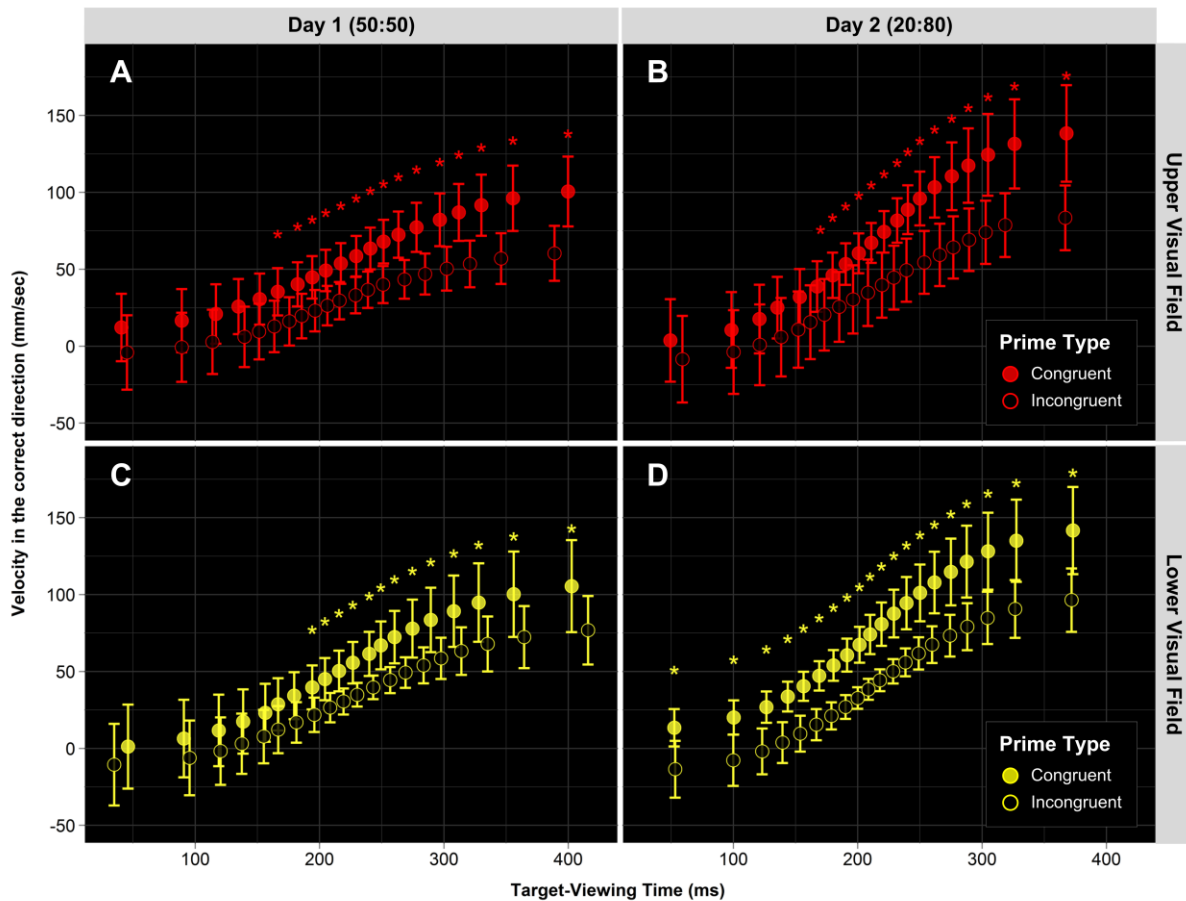 Day 1 (50:50)
Day 2 (20:80)
A
B
150
100
50
0
-50
Upper Visual Field
Prime Type
Congruent
Incongruent
Velocity in the correct direction (mm/sec)
C
D
150
100
50
0
-50
Lower Visual Field
Prime Type
Congruent
Incongruent
100
200
300
400
100
200
300
400
Target-Viewing Time (ms)